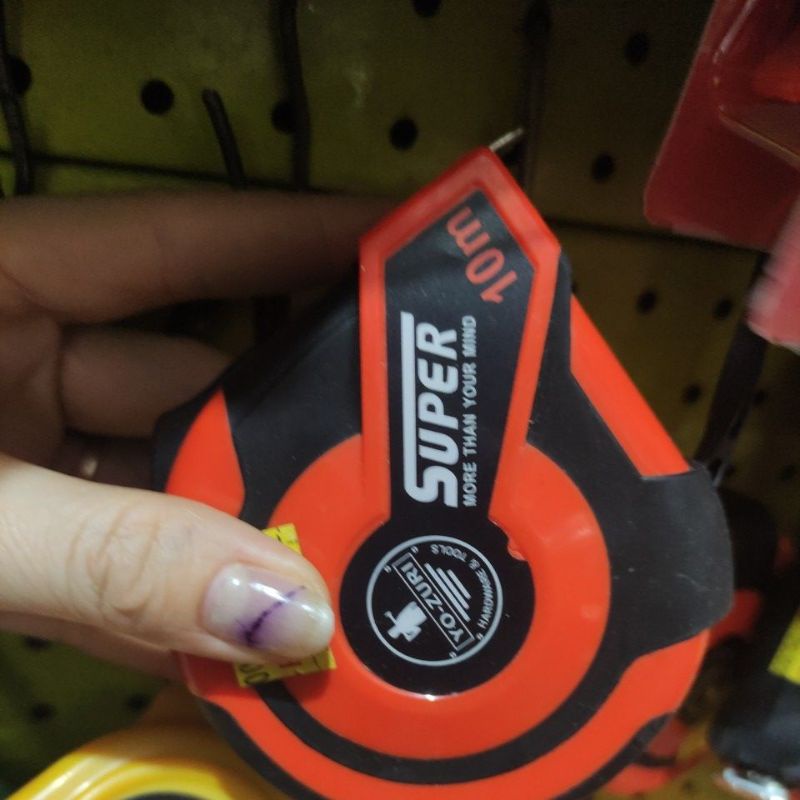 10m
SUPER
MORE THAN YOUR MIND
"YO-ZURI"
HARDWARE & TOOLS